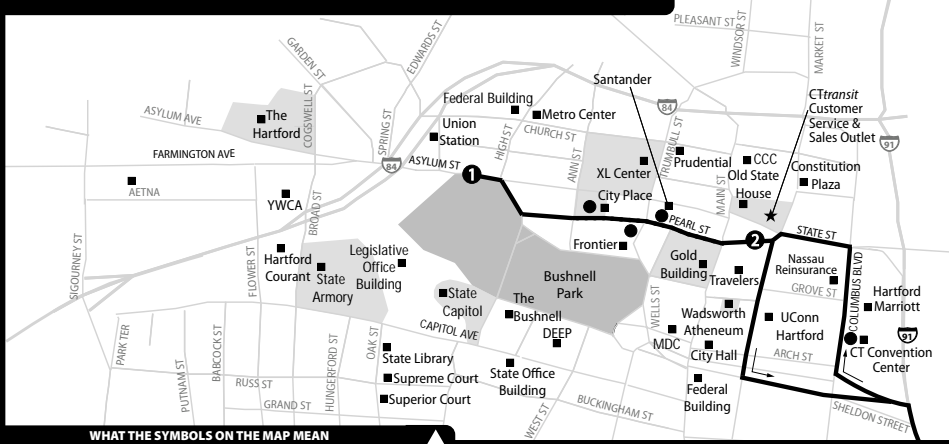 PLEASANT ST
WINDSOR ST
MARKET ST
EDWARDS ST
GARDEN ST
Santander
CTtransit
Customer
Service &
Sales Outlet
Federal Building
Metro Center
84
ASYLUM AVE
The
Hartford
COGSWELL ST
SPRING ST
Union
Station
HIGH ST
CHURCH ST
ANN ST
TRUMBULL ST
91
FARMINGTON AVE
84
ASYLUM ST
1
XL Center
Prudential
CCC
Old State
House
Constitution
Plaza
AETNA
YWCA
BROAD ST
City Place
MAIN ST
PEARL ST
2
STATE ST
SIGOURNEY ST
FLOWER ST
Hartford
Courant
State
Armory
Legislative
Office
Building
Frontier
Gold
Building
Travelers
Nassau
Reinsurance
GROVE ST
COLUMBUS BLVD
Hartford
Marriott
Bushnell
Park
State
Capitol
The
Bushnell
DEEP
WELLS ST
Wadsworth
Atheneum
UConn
Hartford
91
CAPITOL AVE
MDC
City Hall
ARCH ST
CT Convention
Center
PARK TER
PUTNAM ST
BABCOCK ST
HUNGERFORD ST
OAK ST
State Library
Supreme Court
Superior Court
State Office
Building
RUSS ST
GRAND ST
WEST ST
BUCKINGHAM ST
Federal
Building
SHELDON STREET
WHAT THE SYMBOLS ON THE MAP MEAN